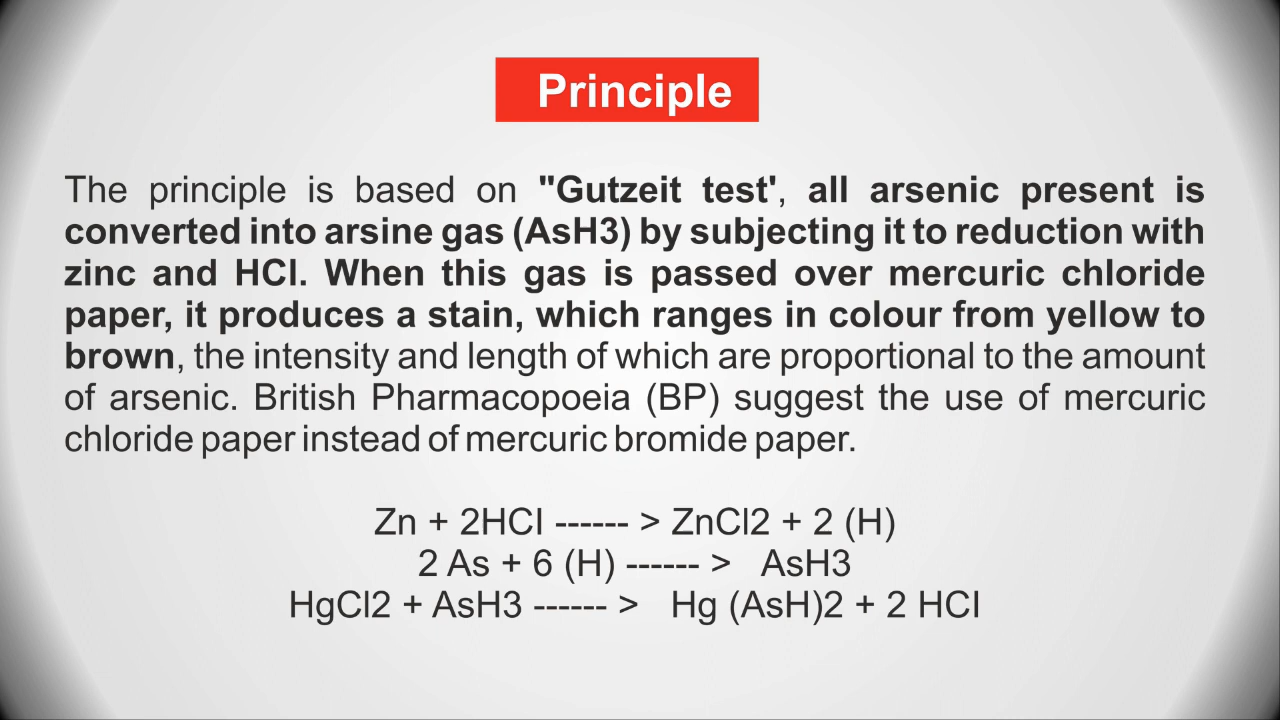 Principle
The principle is based on "Gutzeit test', all arsenic present is
converted into arsine gas (AsH3) by subjecting it to reduction with
zinc and HCl. When this gas is passed over mercuric chloride
paper, it produces a stain, which ranges in colour from yellow to
brown, the intensity and length of which are proportional to the amount
of arsenic. British Pharmacopoeia (BP) suggest the use of mercuric
chloride paper instead of mercuric bromide paper.
Zn + 2HCl ------ > ZnCl2 + 2 (H)
2 As + 6 (H) ------ > AsH3
HgCl2 + AsH3 ------ > Hg (AsH)2 + 2 HCl